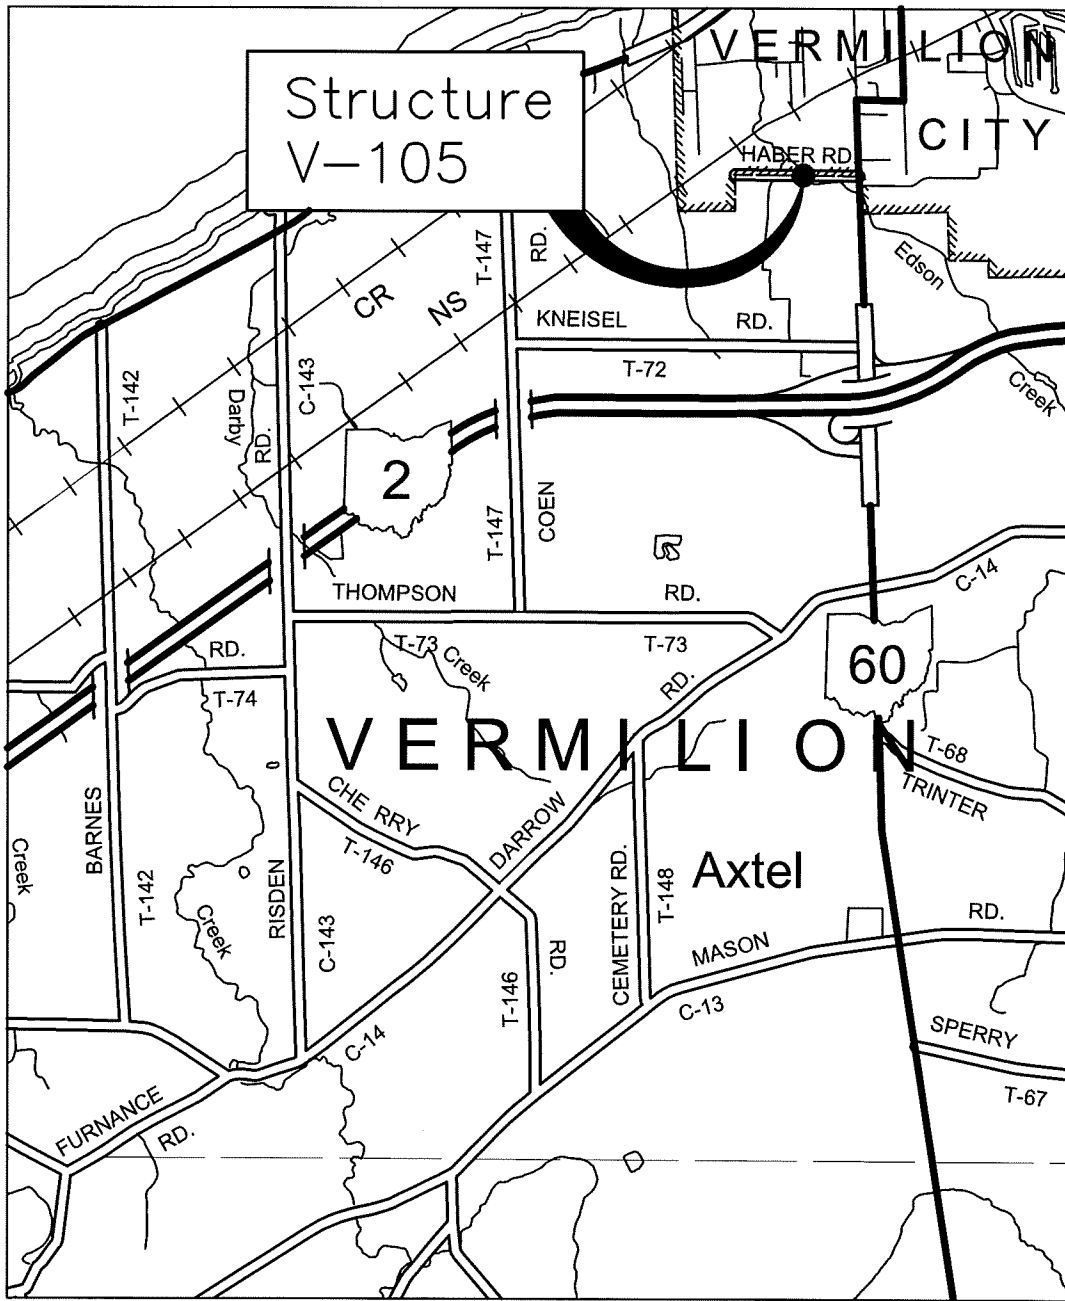 VERMILION
CITY
Structure
V-105
HABER RD.
Edson
Creek
T-147
RD.
CR
NS
KNEISEL RD.
T-72
T-142
C-143
Darby
RD.
2
T-147
COEN
THOMPSON RD.
C-14
T-73
Creek
T-73
RD.
60
RD.
T-74
VERMILION
T-68
TRINTER
CHE RRY
T-146
DARROW
BARNES
Creek
T-142
Creek
RISDEN
C-143
Axtel
CEMETERY RD.
T-148
RD.
MASON
RD.
C-13
T-146
C-14
SPERRY
T-67
FURNANCE
RD.